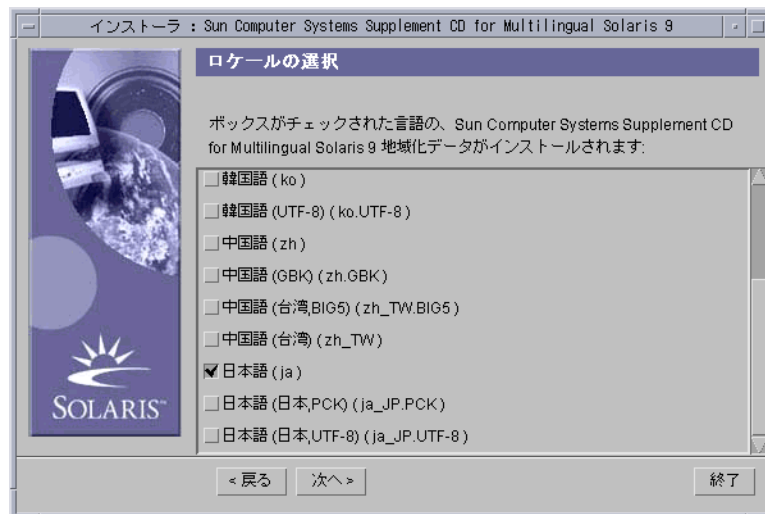 インストーラ : Sun Computer Systems Supplement CD for Multilingual Solaris 9
ロケールの選択
ボックスがチェックされた言語の、Sun Computer Systems Supplement CD
for Multilingual Solaris 9 地域化データがインストールされます:
韓国語 (ko)
韓国語 (UTF-8) (ko.UTF-8)
中国語 (zh)
中国語 (GBK) (zh.GBK)
中国語 (台湾,BIG5) (zh_TW.BIG5)
中国語 (台湾) (zh_TW)
日本語 (ja)
日本語 (日本,PCK) (ja_JP.PCK)
日本語 (日本,UTF-8) (ja_JP.UTF-8)
SOLARIS™
< 戻る
次へ >
終了